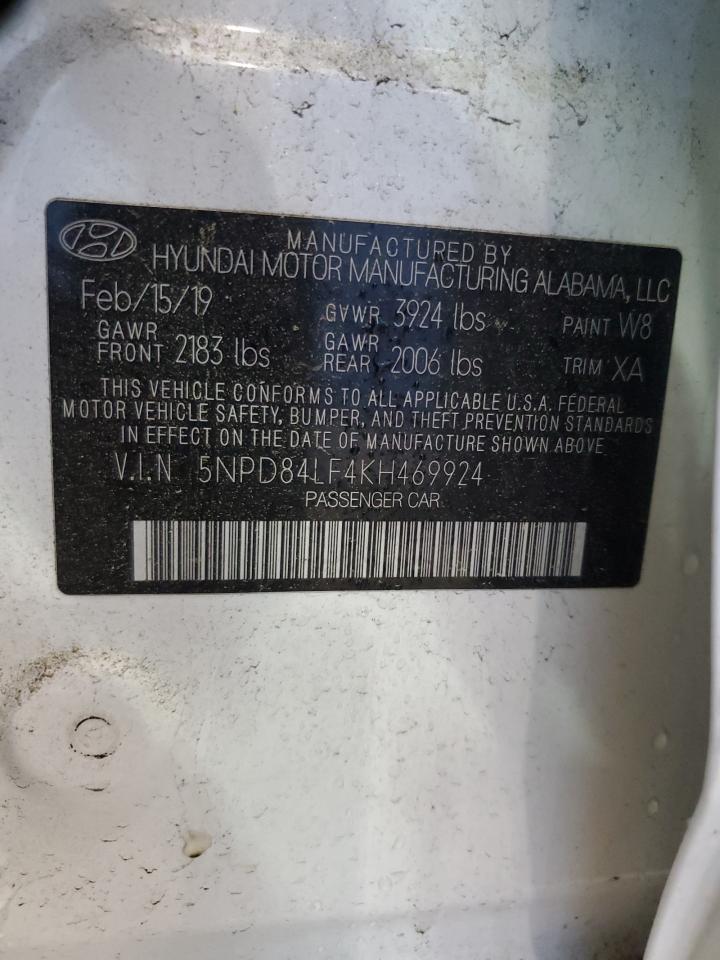 MANUFACTURED BY
HYUNDAI MOTOR MANUFACTURING ALABAMA, LLC
Feb/15/19 GVWR 3924 lbs PAINT W8
GAWR FRONT 2183 lbs GAWR REAR 2006 lbs TRIM XA
THIS VEHICLE CONFORMS TO ALL APPLICABLE U.S.A. FEDERAL
MOTOR VEHICLE SAFETY, BUMPER, AND THEFT PREVENTION STANDARDS
IN EFFECT ON THE DATE OF MANUFACTURE SHOWN ABOVE
V.I.N 5NPD84LF4KH469924
PASSENGER CAR